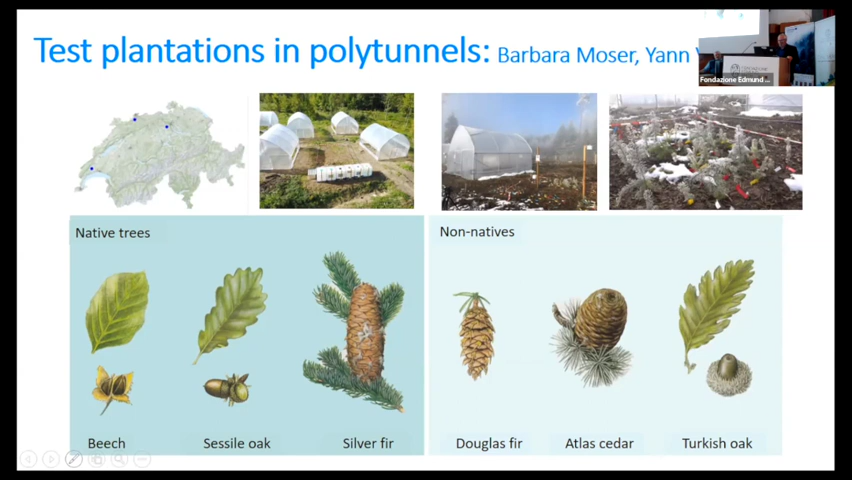 Test plantations in polytunnels: Barbara Moser, Yann
Fondazione Edmund
Native trees
Non-natives
Beech
Sessile oak
Silver fir
Douglas fir
Atlas cedar
Turkish oak